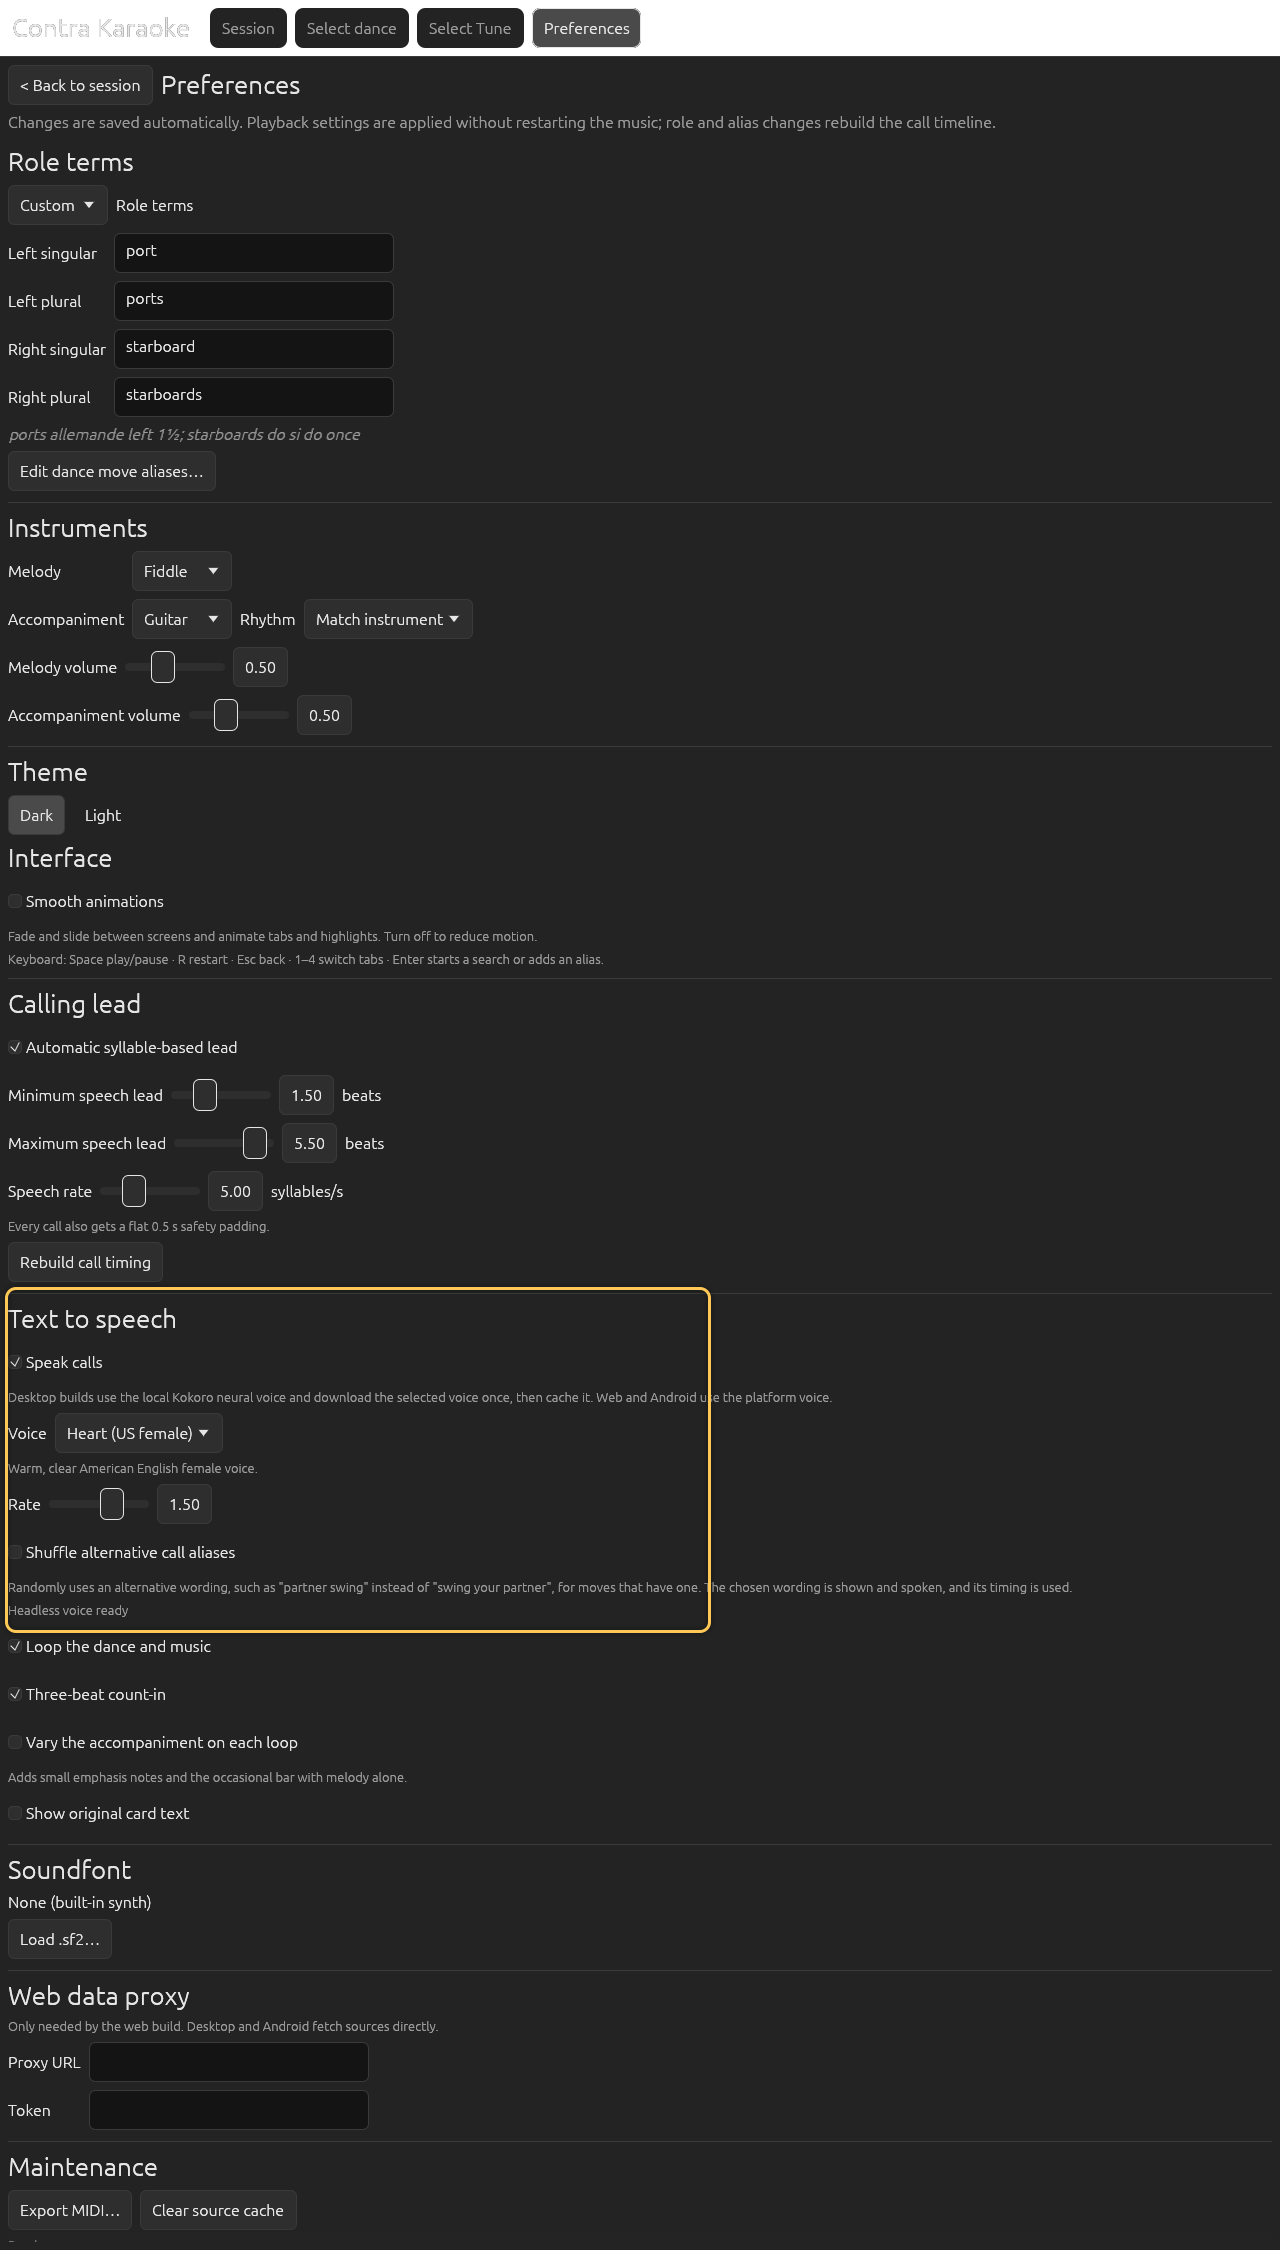 Contra Karaoke
Session
Select dance
Select Tune
Preferences
< Back to session
Preferences
Changes are saved automatically. Playback settings are applied without restarting the music; role and alias changes rebuild the call timeline.
Role terms
Custom
Role terms
Left singular
port
Left plural
ports
Right singular
starboard
Right plural
starboards
ports allemande left 1½; starboards do si do once
Edit dance move aliases…
Instruments
Melody
Fiddle
Accompaniment
Guitar
Rhythm
Match instrument
Melody volume
0.50
Accompaniment volume
0.50
Theme
Dark
Light
Interface
Smooth animations
Fade and slide between screens and animate tabs and highlights. Turn off to reduce motion.
Keyboard: Space play/pause · R restart · Esc back · 1–4 switch tabs · Enter starts a search or adds an alias.
Calling lead
Automatic syllable-based lead
Minimum speech lead
1.50
beats
Maximum speech lead
5.50
beats
Speech rate
5.00
syllables/s
Every call also gets a flat 0.5 s safety padding.
Rebuild call timing
Text to speech
Speak calls
Desktop builds use the local Kokoro neural voice and download the selected voice once, then cache it. Web and Android use the platform voice.
Voice
Heart (US female)
Warm, clear American English female voice.
Rate
1.50
Shuffle alternative call aliases
Randomly uses an alternative wording, such as "partner swing" instead of "swing your partner", for moves that have one. The chosen wording is shown and spoken, and its timing is used.
Headless voice ready
Loop the dance and music
Three-beat count-in
Vary the accompaniment on each loop
Adds small emphasis notes and the occasional bar with melody alone.
Show original card text
Soundfont
None (built-in synth)
Load .sf2…
Web data proxy
Only needed by the web build. Desktop and Android fetch sources directly.
Proxy URL
Token
Maintenance
Export MIDI…
Clear source cache